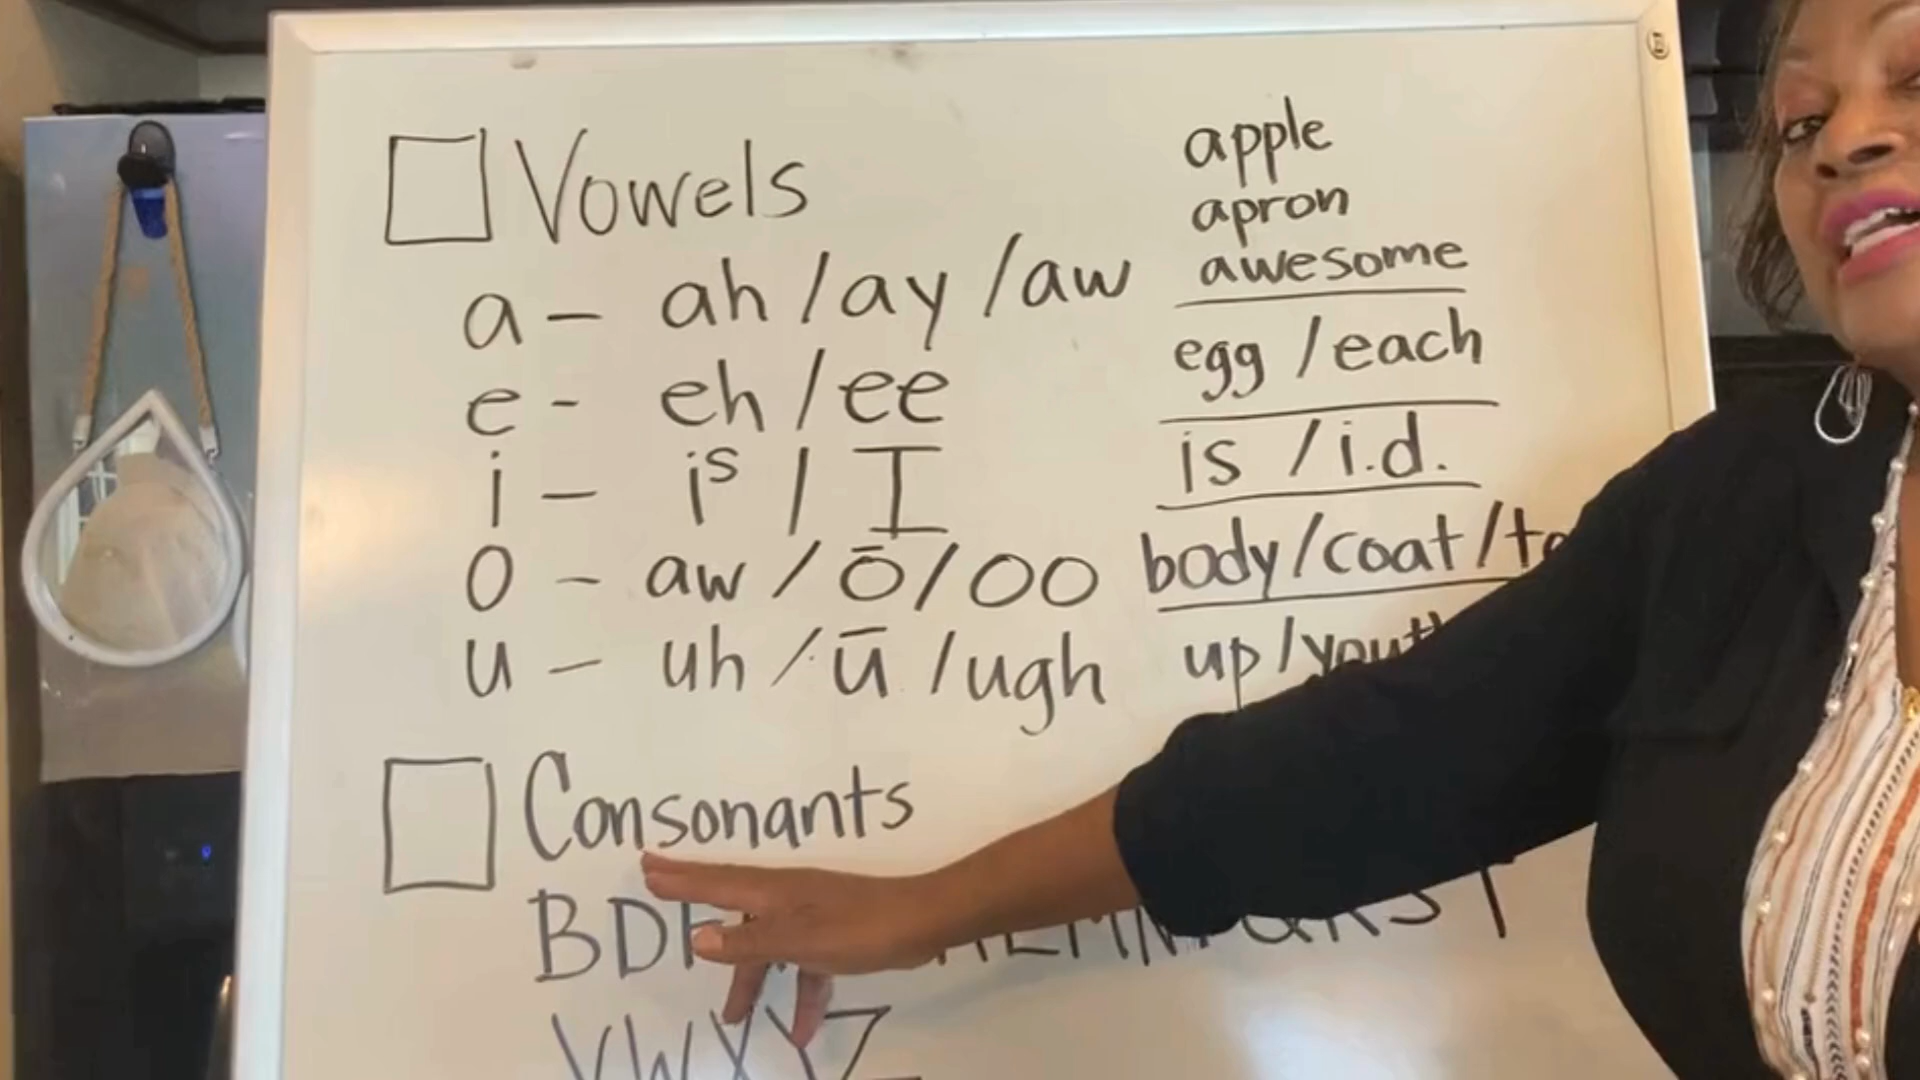 Vowels
a - ah / ay / aw
e - eh / ee
i - is / I
o - aw / ō / oo
u - uh / ū / ugh
apple
apron
awesome
egg / each
is / i.d.
body/coat/
up/
Consonants
BD
VWXYZ